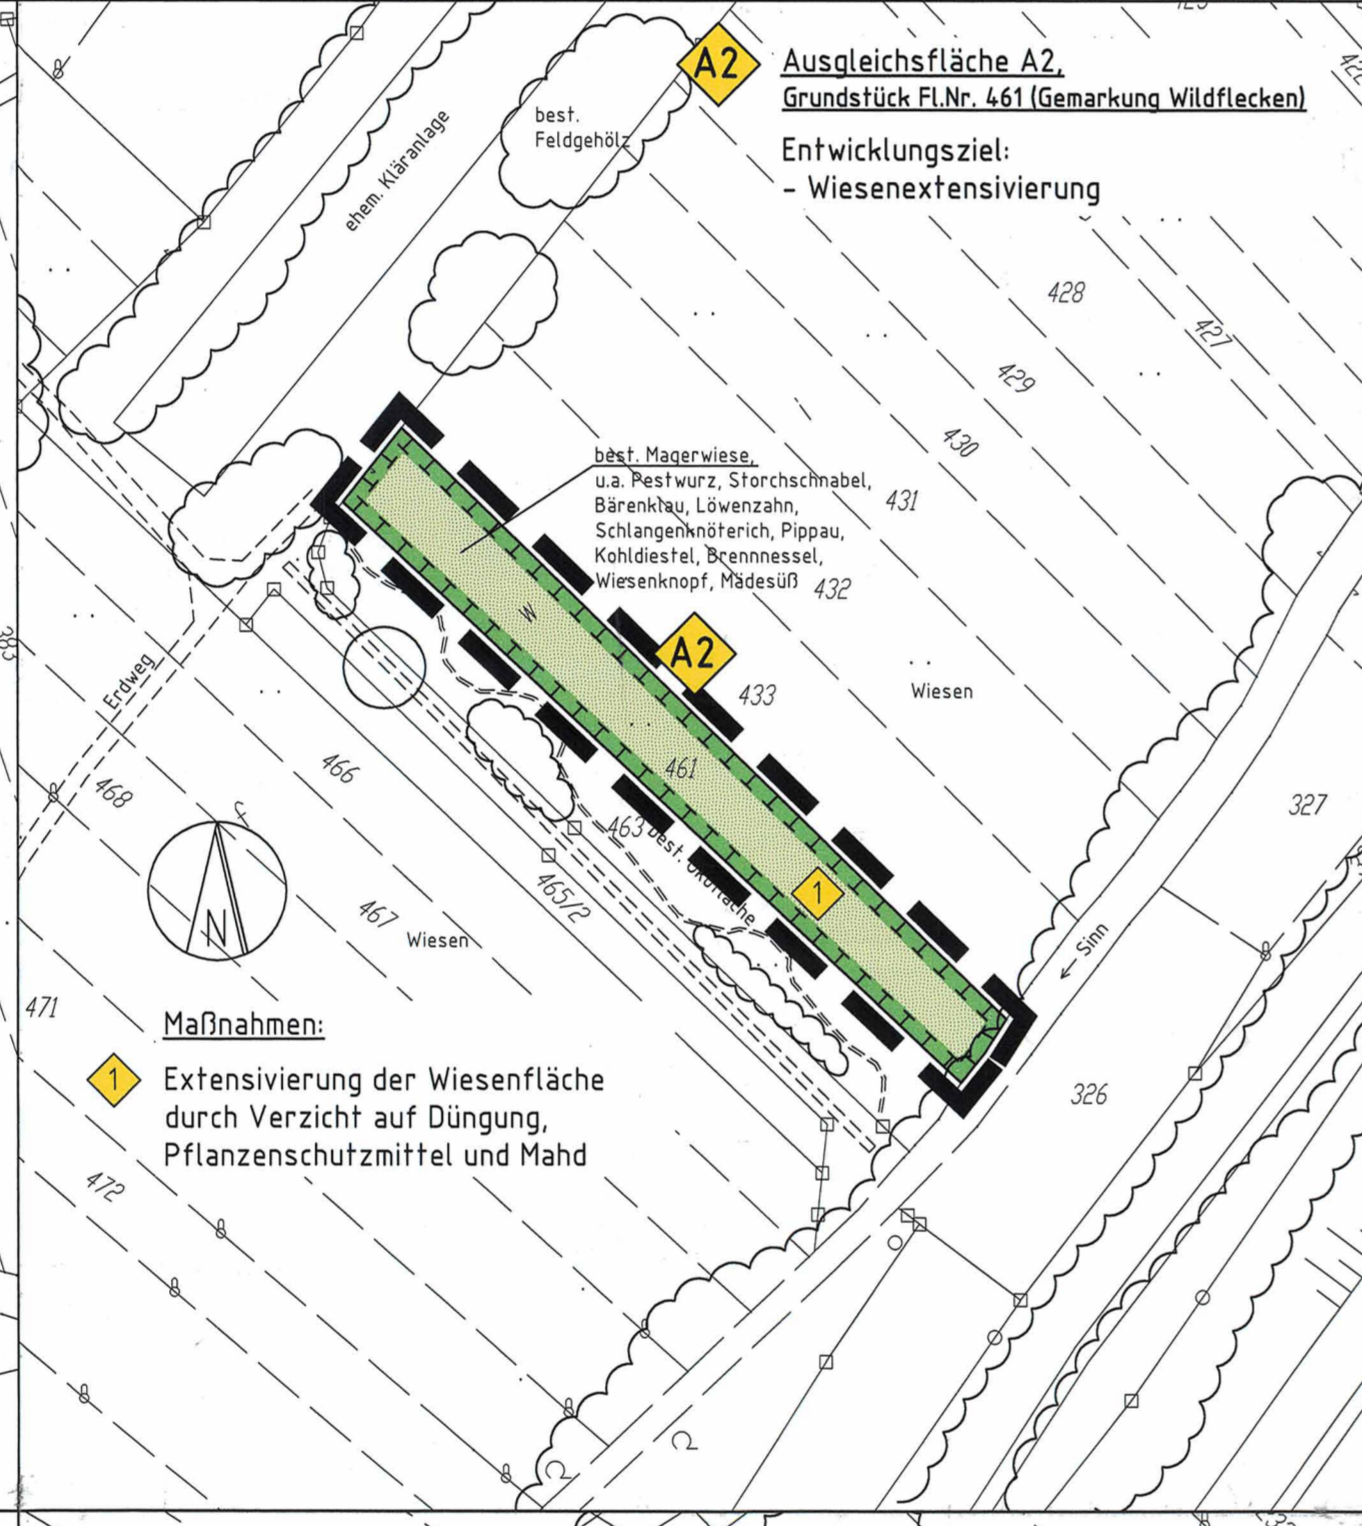 A2
Ausgleichsfläche A2,
Grundstück Fl.Nr. 461 (Gemarkung Wildflecken)
Entwicklungsziel:
- Wiesenextensivierung
best.
Feldgehölz
ehem. Kläranlage
428
427
429
430
431
432
433
best. Magerwiese,
u.a. Pestwurz, Storchschnabel,
Bärenklau, Löwenzahn,
Schlangenknöterich, Pippau,
Kohldiestel, Brennnessel,
Wiesenknopf, Mädesüß
W
A2
Wiesen
461
463
best. Ökofläche
1
Erdweg
466
468
465/2
467
Wiesen
N
471
472
327
← Sinn
326
Maßnahmen:
1
Extensivierung der Wiesenfläche
durch Verzicht auf Düngung,
Pflanzenschutzmittel und Mahd